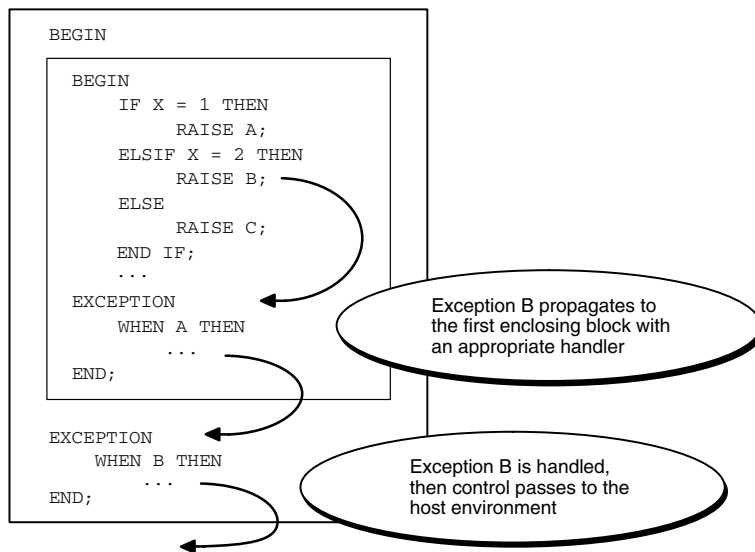 BEGIN
BEGIN
IF X = 1 THEN
RAISE A;
ELSIF X = 2 THEN
RAISE B;
ELSE
RAISE C;
END IF;
...
EXCEPTION
WHEN A THEN
...
END;
Exception B propagates to
the first enclosing block with
an appropriate handler
EXCEPTION
WHEN B THEN
...
END;
Exception B is handled,
then control passes to the
host environment